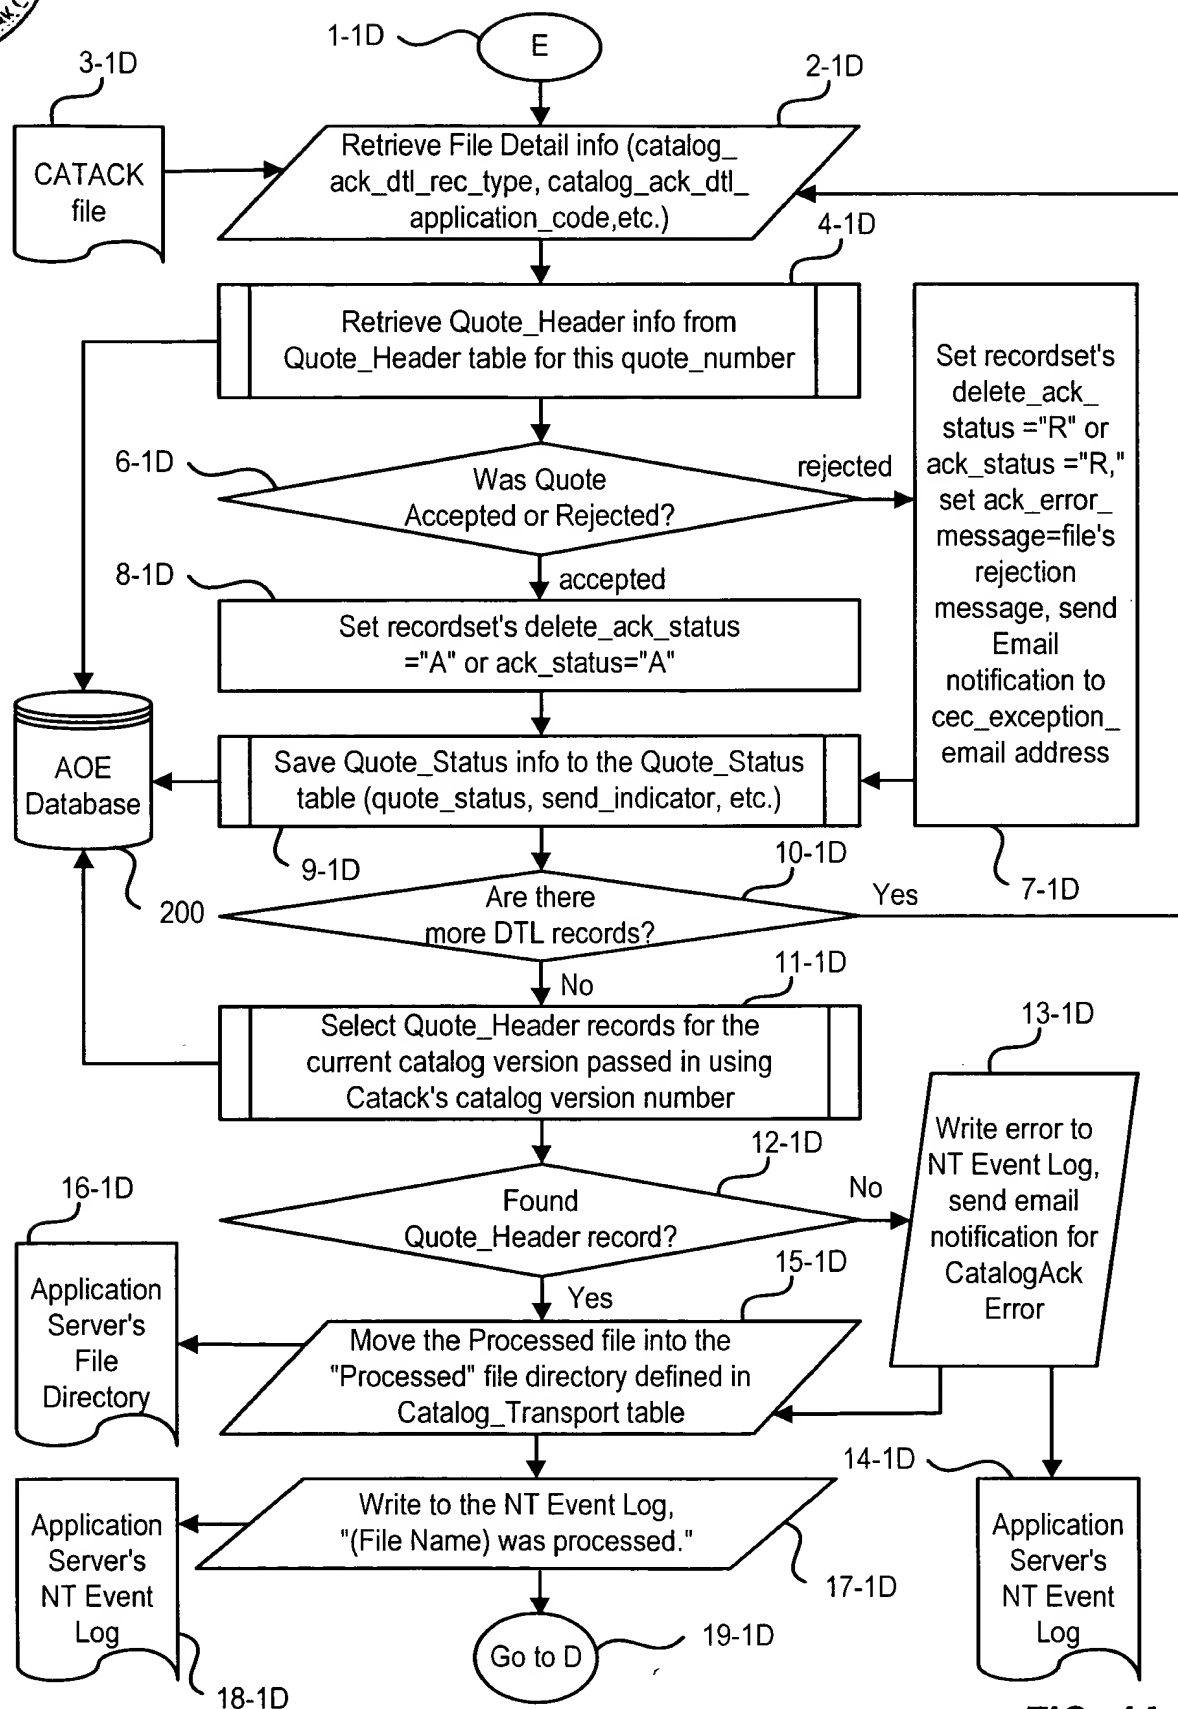 1-1D
E
3-1D
2-1D
CATACK
file
Retrieve File Detail info (catalog_
ack_dtl_rec_type, catalog_ack_dtl_
application_code,etc.)
4-1D
Retrieve Quote_Header info from
Quote_Header table for this quote_number
Set recordset's
delete_ack_
status ="R" or
ack_status ="R,"
set ack_error_
message=file's
rejection
message, send
Email
notification to
cec_exception_
email address
6-1D
Was Quote
Accepted or Rejected?
rejected
accepted
8-1D
Set recordset's delete_ack_status
="A" or ack_status="A"
AOE
Database
Save Quote_Status info to the Quote_Status
table (quote_status, send_indicator, etc.)
9-1D
10-1D
7-1D
200
Are there
more DTL records?
Yes
No
11-1D
Select Quote_Header records for the
current catalog version passed in using
Catack's catalog version number
13-1D
12-1D
Write error to
NT Event Log,
send email
notification for
CatalogAck
Error
Found
Quote_Header record?
No
16-1D
Yes
15-1D
Application
Server's
File
Directory
Move the Processed file into the
"Processed" file directory defined in
Catalog_Transport table
14-1D
Application
Server's
NT Event
Log
Write to the NT Event Log,
"(File Name) was processed."
17-1D
Application
Server's
NT Event
Log
Go to D
19-1D
18-1D